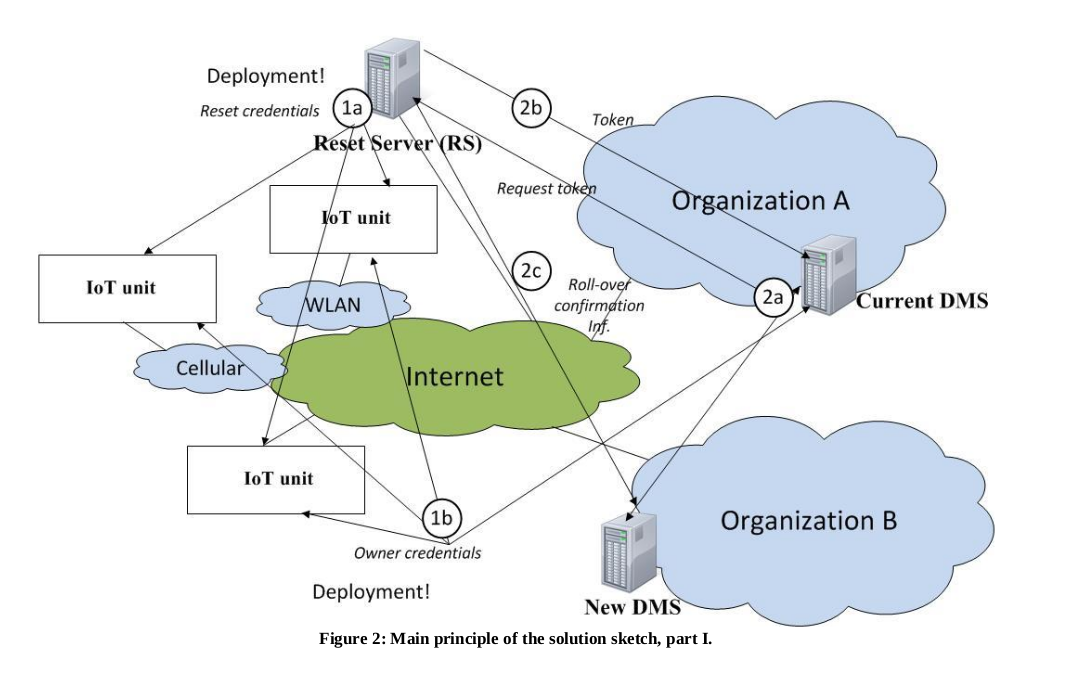 Deployment!
Reset credentials
1a
Reset Server (RS)
2b
Token
Request token
Organization A
IoT unit
IoT unit
WLAN
2c
Roll-over
confirmation
Inf.
2a
Current DMS
Cellular
Internet
IoT unit
1b
Owner credentials
Deployment!
Organization B
New DMS
Figure 2: Main principle of the solution sketch, part I.